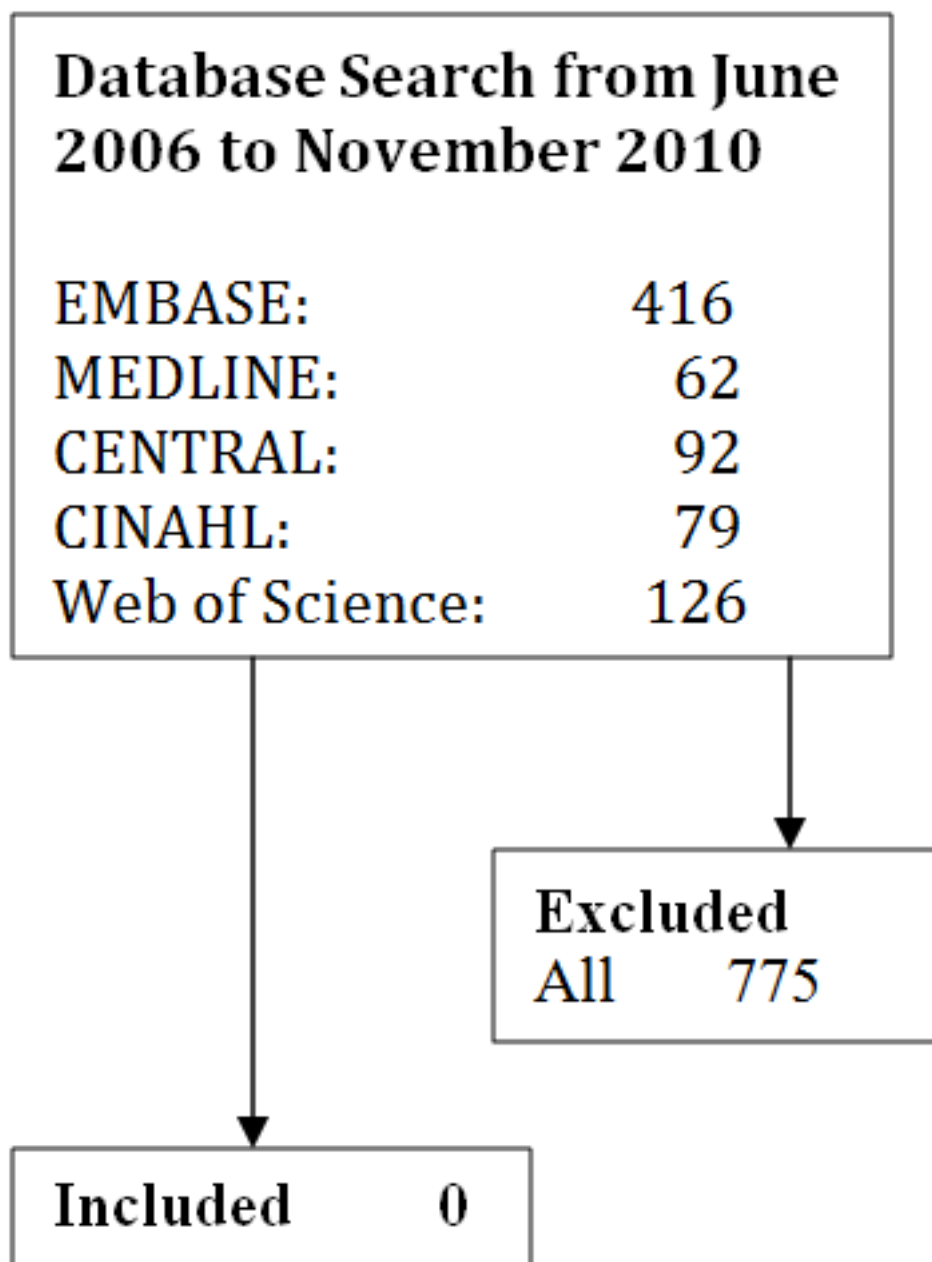 Database Search from June
2006 to November 2010
EMBASE: 416
MEDLINE: 62
CENTRAL: 92
CINAHL: 79
Web of Science: 126
Excluded
All 775
Included 0